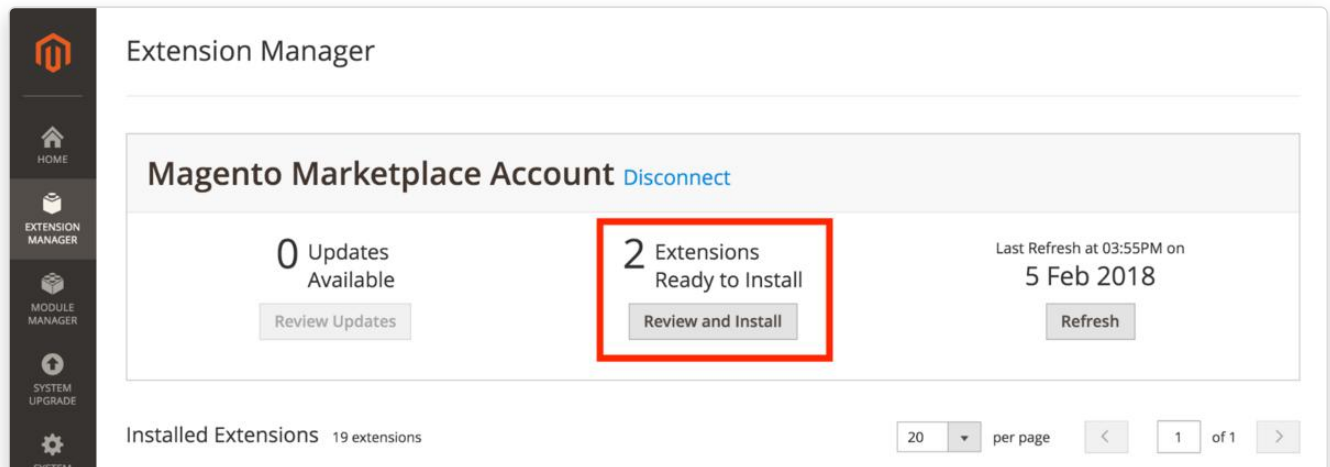 Extension Manager
HOME
EXTENSION
MANAGER
MODULE
MANAGER
SYSTEM
UPGRADE
Magento Marketplace Account Disconnect
0 Updates
Available
Review Updates
2 Extensions
Ready to Install
Review and Install
Last Refresh at 03:55PM on
5 Feb 2018
Refresh
Installed Extensions 19 extensions
20 per page 1 of 1